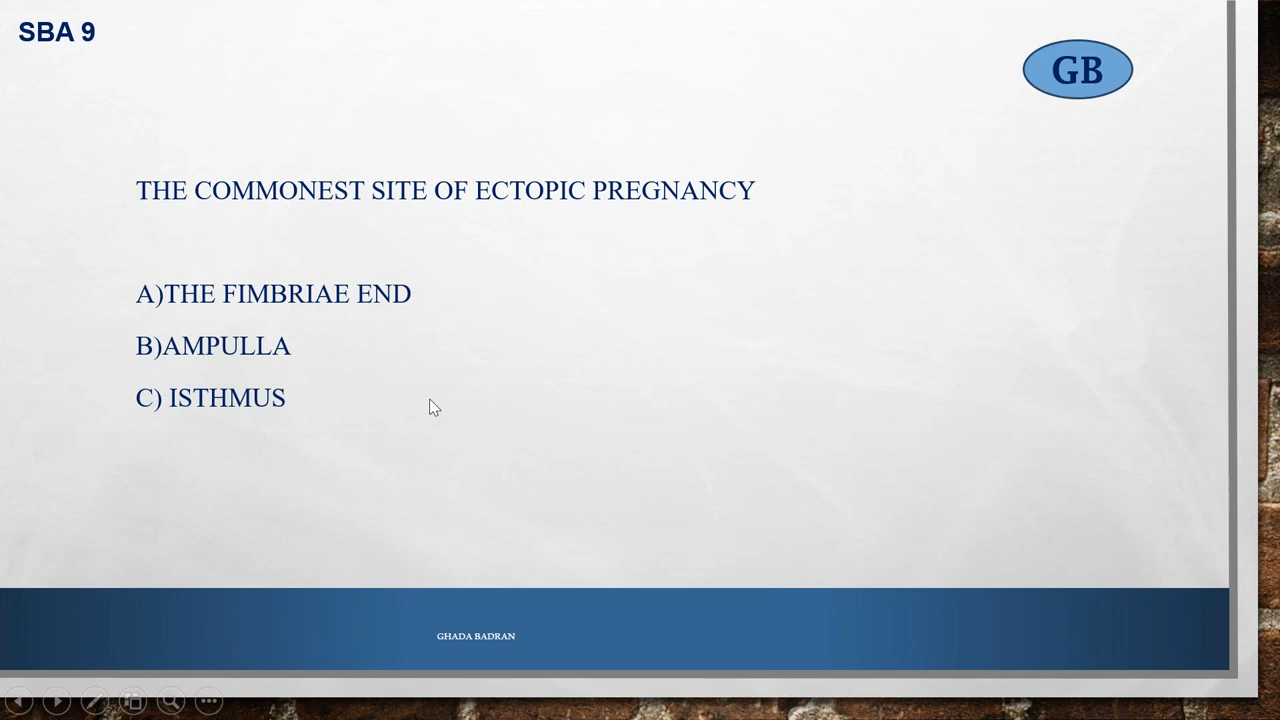 SBA 9
GB
THE COMMONEST SITE OF ECTOPIC PREGNANCY
A)THE FIMBRIAE END
B)AMPULLA
C) ISTHMUS
GHADA BADRAN